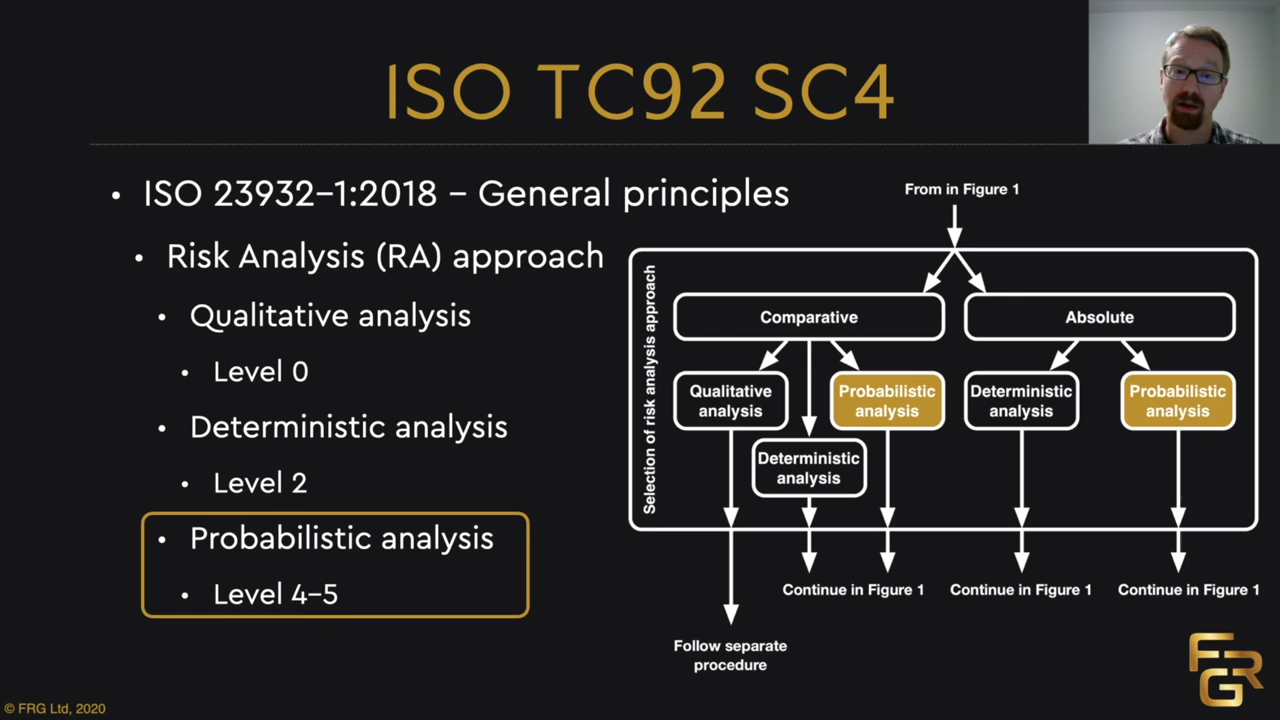 ISO TC92 SC4
• ISO 23932-1:2018 – General principles
• Risk Analysis (RA) approach
• Qualitative analysis
• Level 0
• Deterministic analysis
• Level 2
• Probabilistic analysis
• Level 4-5
From in Figure 1
Selection of risk analysis approach
Comparative
Absolute
Qualitative
analysis
Probabilistic
analysis
Deterministic
analysis
Probabilistic
analysis
Deterministic
analysis
Continue in Figure 1
Continue in Figure 1
Continue in Figure 1
Follow separate
procedure
FRG
© FRG Ltd, 2020